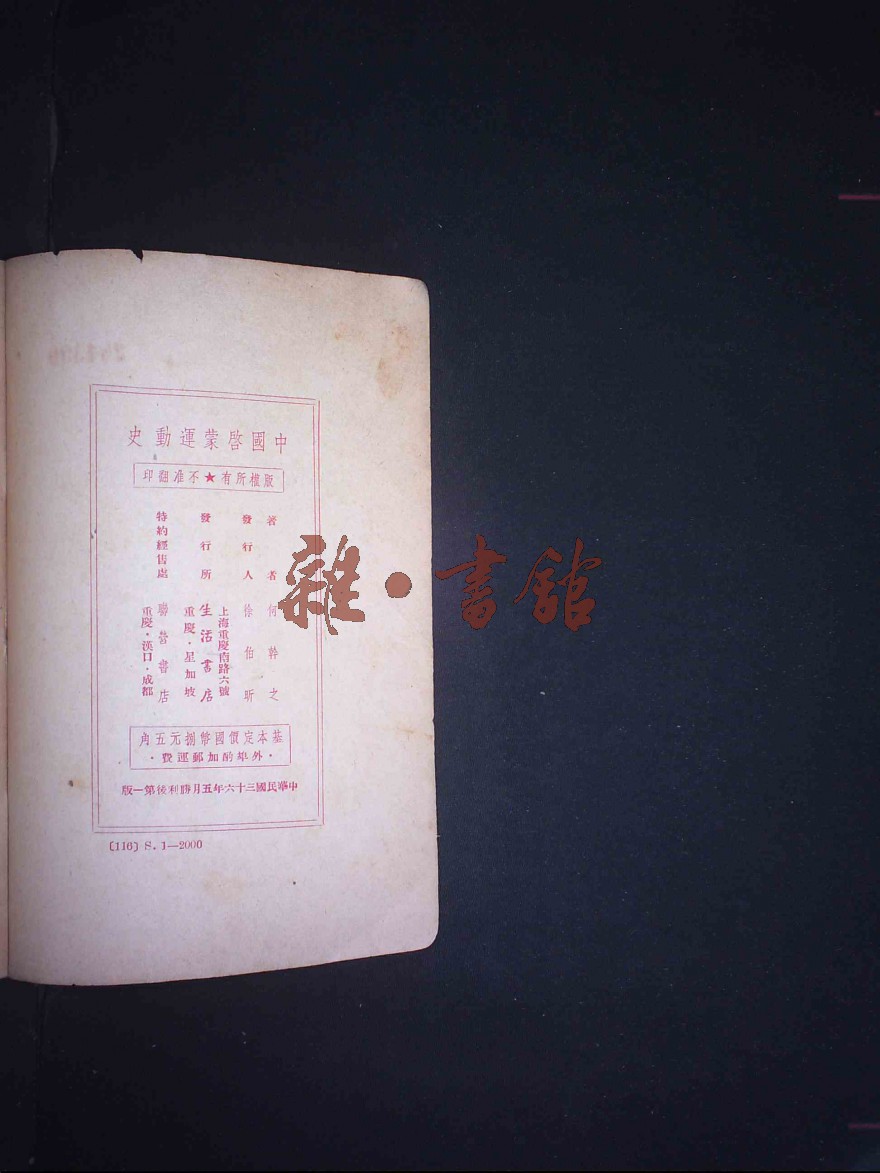 中國啓蒙運動史
版權所有★不准翻印
著者 何幹之
發行人 徐伯昕
發行所 生活書店
上海重慶南路六號
重慶·星加坡
特約經售處 聯營書店
重慶·漢口·成都
基本定價國幣捌元五角
·外埠酌加郵運費·
中華民國三十六年五月勝利後第一版
〔116〕 S. 1—2000
雜·書館